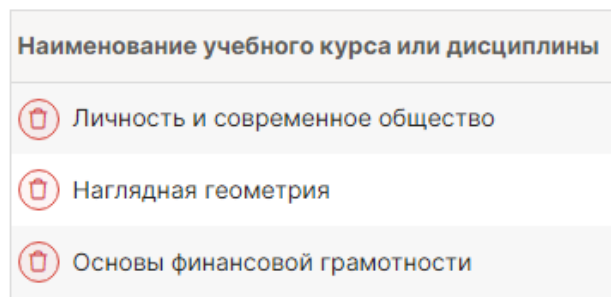 Наименование учебного курса или дисциплины
Личность и современное общество
Наглядная геометрия
Основы финансовой грамотности